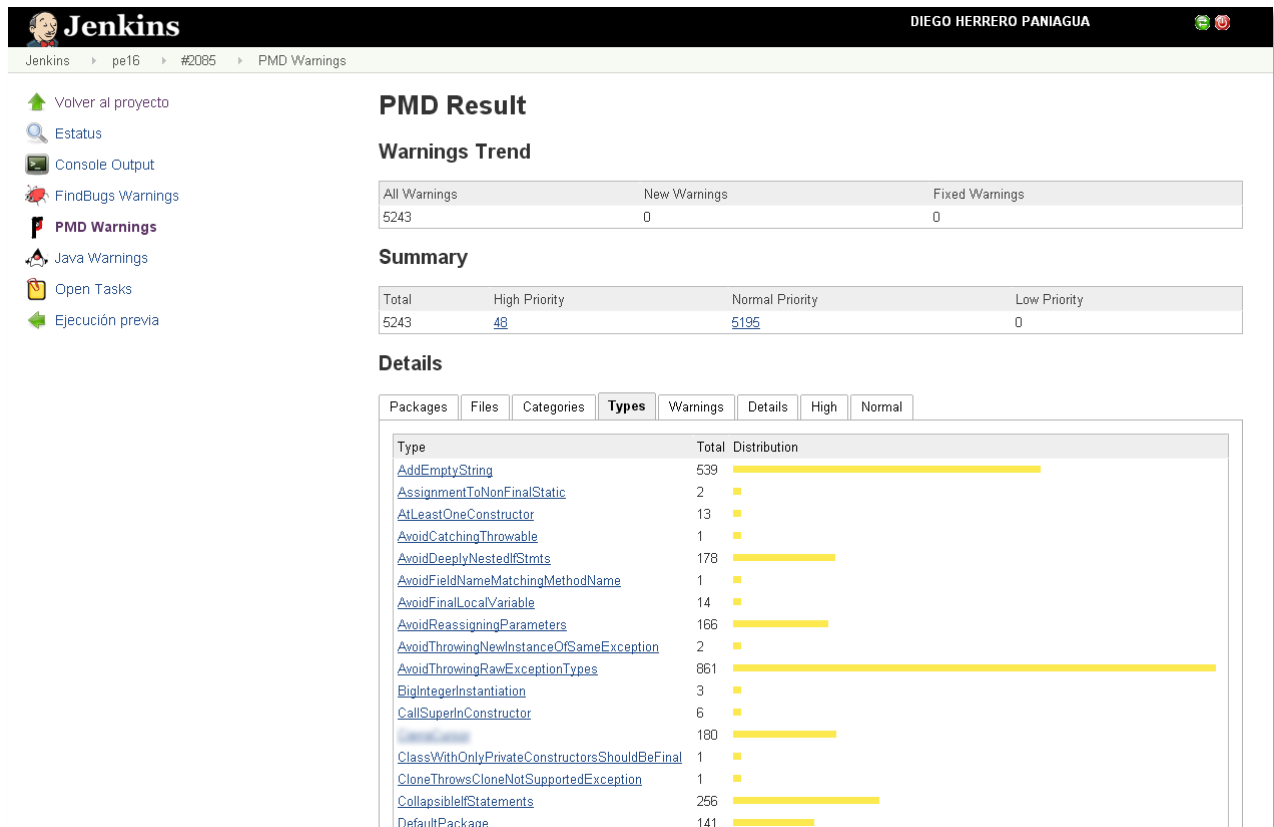 Jenkins
DIEGO HERRERO PANIAGUA
Jenkins pe16 #2085 PMD Warnings
Volver al proyecto
Estatus
Console Output
FindBugs Warnings
PMD Warnings
Java Warnings
Open Tasks
Ejecución previa
PMD Result
Warnings Trend
All Warnings New Warnings Fixed Warnings
5243 0 0
Summary
Total High Priority Normal Priority Low Priority
5243 48 5195 0
Details
Packages Files Categories Types Warnings Details High Normal
Type Total Distribution
AddEmptyString 539
AssignmentToNonFinalStatic 2
AtLeastOneConstructor 13
AvoidCatchingThrowable 1
AvoidDeeplyNestedIfStmts 178
AvoidFieldNameMatchingMethodName 1
AvoidFinalLocalVariable 14
AvoidReassigningParameters 166
AvoidThrowingNewInstanceOfSameException 2
AvoidThrowingRawExceptionTypes 861
BigIntegerInstantiation 3
CallSuperInConstructor 6
180
ClassWithOnlyPrivateConstructorsShouldBeFinal 1
CloneThrowsCloneNotSupportedException 1
CollapsibleIfStatements 256
DefaultPackage 141